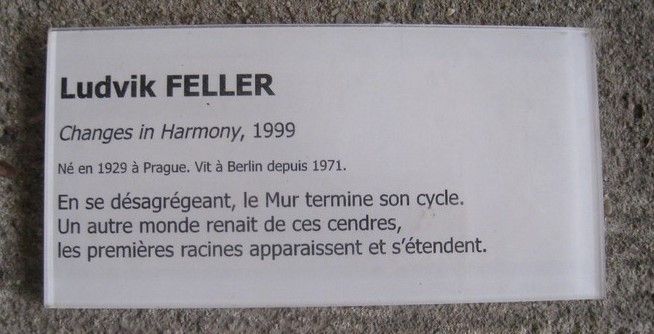 Ludvik FELLER
Changes in Harmony, 1999
Né en 1929 à Prague. Vit à Berlin depuis 1971.
En se désagrégeant, le Mur termine son cycle.
Un autre monde renait de ces cendres,
les premières racines apparaissent et s'étendent.